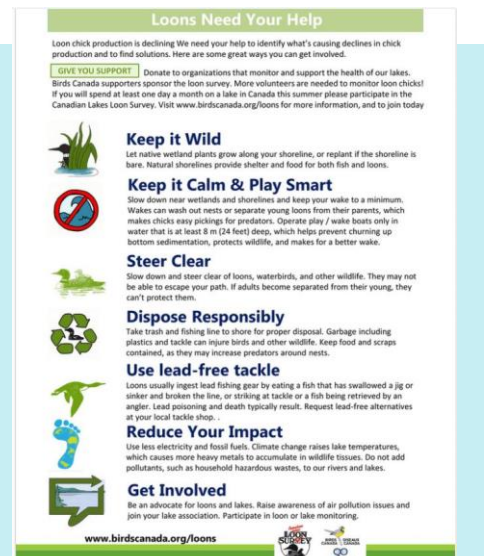 Loons Need Your Help
Loon chick production is declining We need your help to identify what's causing declines in chick
production and to find solutions. Here are some great ways you can get involved.
GIVE YOU SUPPORT Donate to organizations that monitor and support the health of our lakes.
Birds Canada supporters sponsor the loon survey. More volunteers are needed to monitor loon chicks!
If you will spend at least one day a month on a lake in Canada this summer please participate in the
Canadian Lakes Loon Survey. Visit www.birdscanada.org/loons for more information, and to join today
Keep it Wild
Let native wetland plants grow along your shoreline, or replant if the shoreline is
bare. Natural shorelines provide shelter and food for both fish and loons.
Keep it Calm & Play Smart
Slow down near wetlands and shorelines and keep your wake to a minimum.
Wakes can wash out nests or separate young loons from their parents, which
makes chicks easy pickings for predators. Operate play / wake boats only in
water that is at least 8 m (24 feet) deep, which helps prevent churning up
bottom sedimentation, protects wildlife, and makes for a better wake.
Steer Clear
Slow down and steer clear of loons, waterbirds, and other wildlife. They may not
be able to escape your path. If adults become separated from their young, they
can't protect them.
Dispose Responsibly
Take trash and fishing line to shore for proper disposal. Garbage including
plastics and tackle can injure birds and other wildlife. Keep food and scraps
contained, as they may increase predators around nests.
Use lead-free tackle
Loons usually ingest lead fishing gear by eating a fish that has swallowed a jig or
sinker and broken the line, or striking at tackle or a fish being retrieved by an
angler. Lead poisoning and death typically result. Request lead-free alternatives
at your local tackle shop. .
Reduce Your Impact
Use less electricity and fossil fuels. Climate change raises lake temperatures,
which causes more heavy metals to accumulate in wildlife tissues. Do not add
pollutants, such as household hazardous wastes, to our rivers and lakes.
Get Involved
Be an advocate for loons and lakes. Raise awareness of air pollution issues and
join your lake association. Participate in loon or lake monitoring.
www.birdscanada.org/loons
LOON
SURVEY
BIRDS OISEAUX
CANADA CANADA